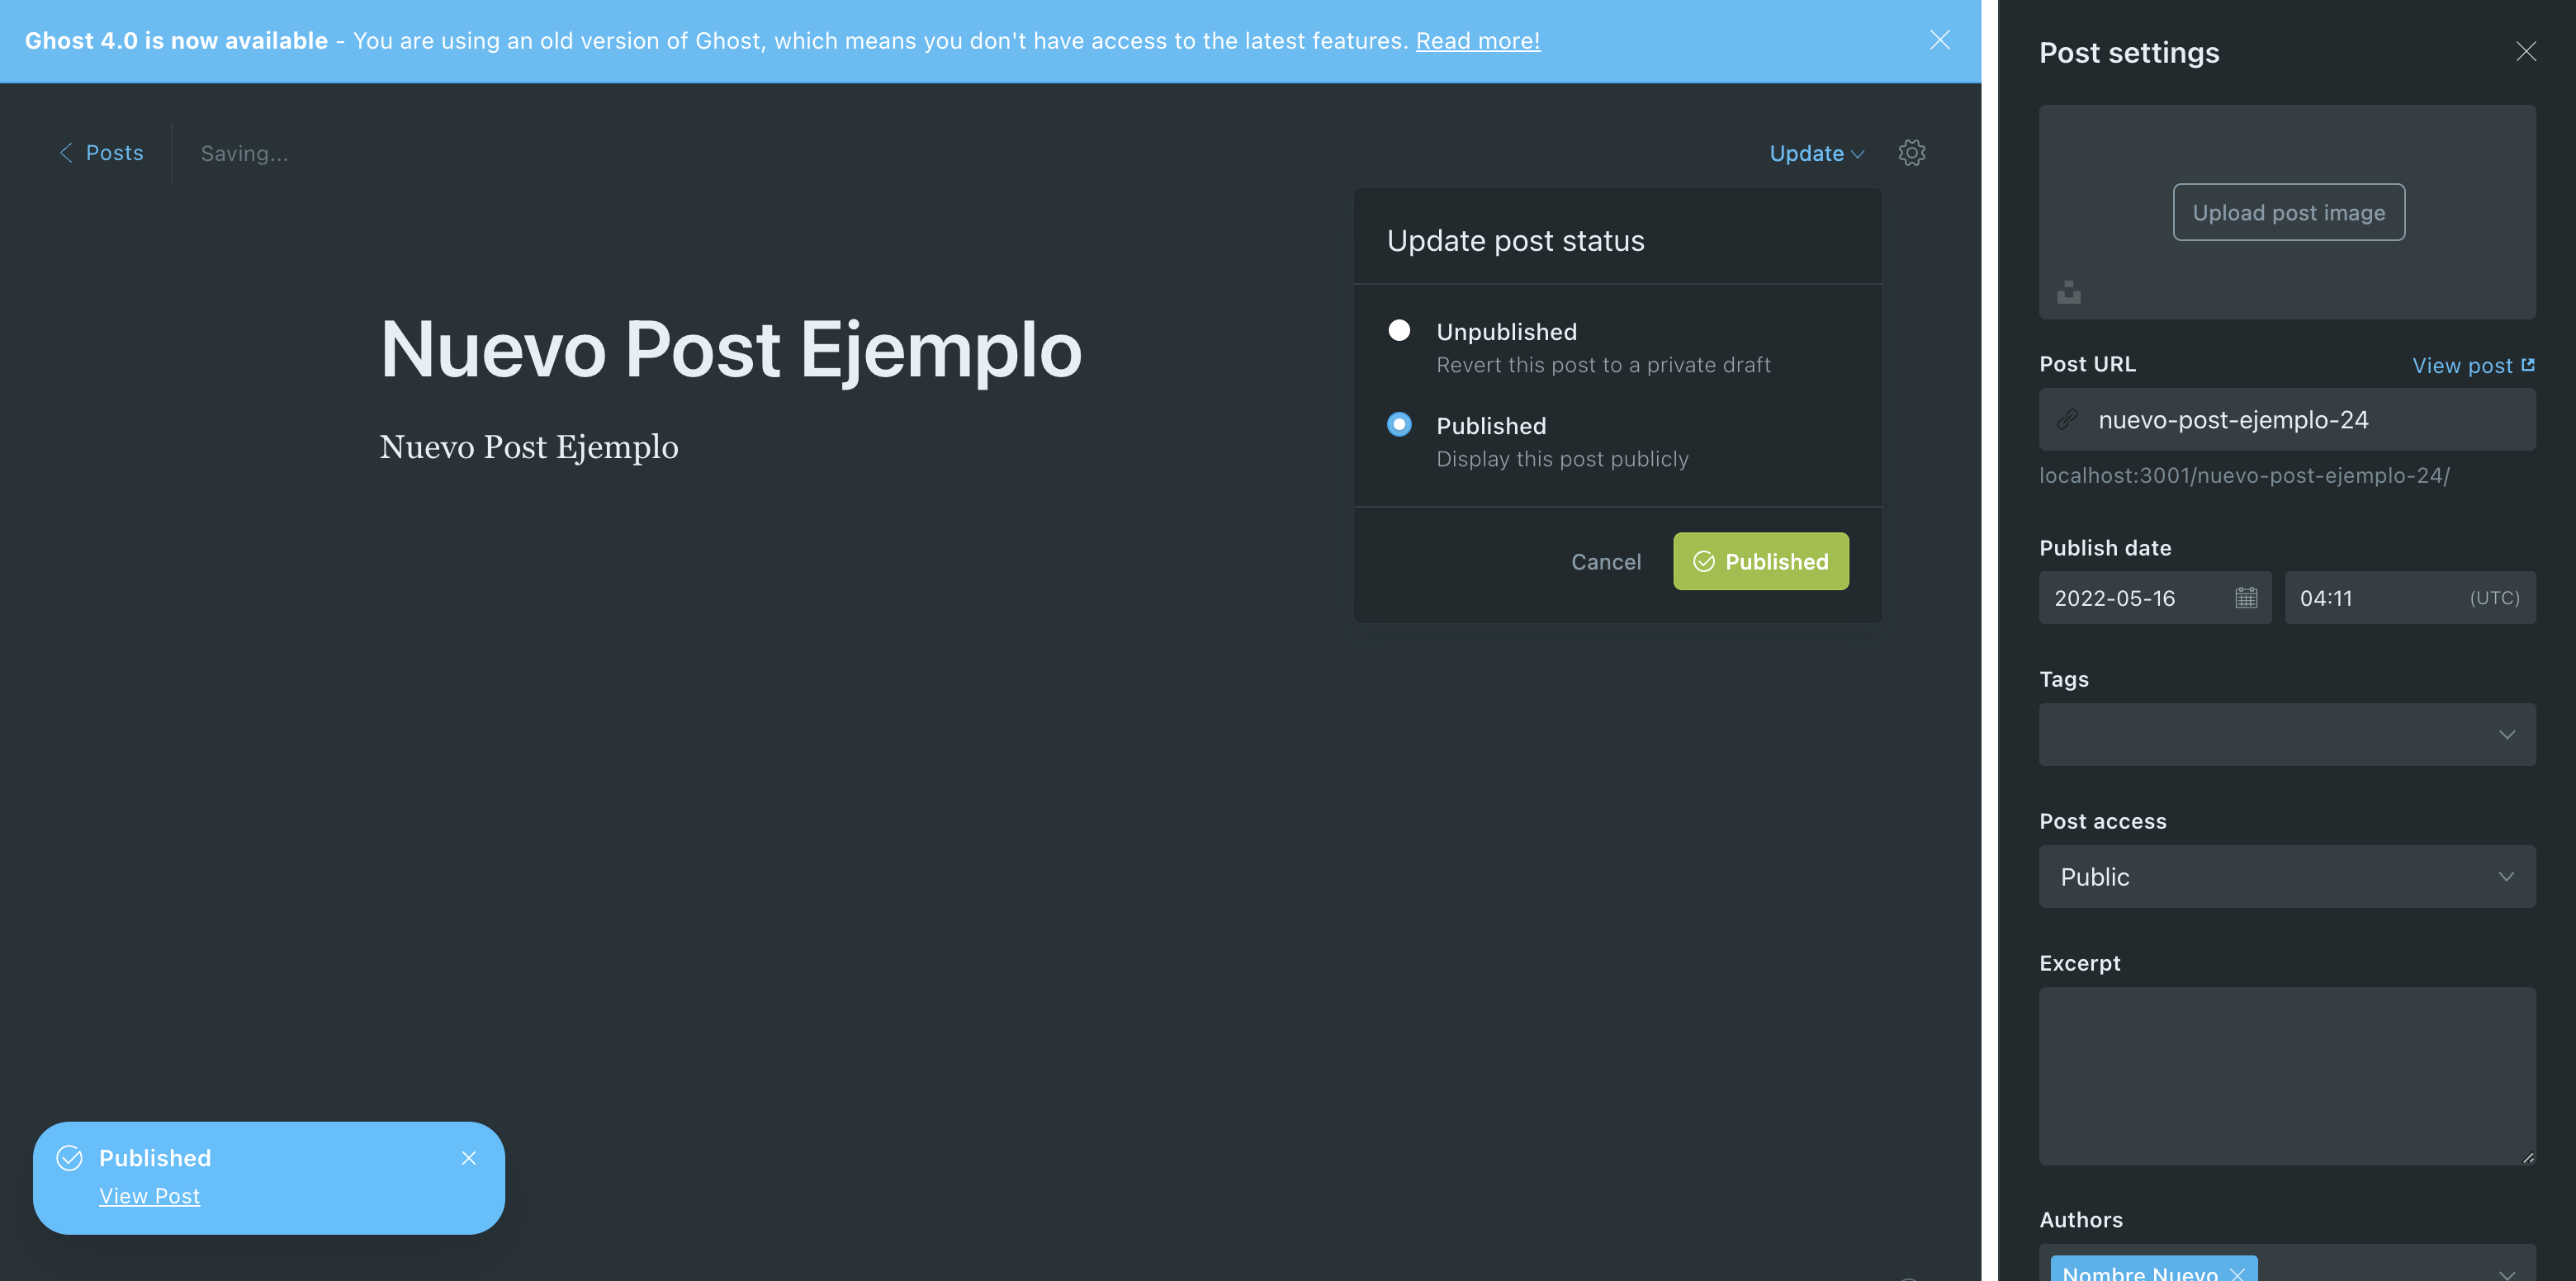 Ghost 4.0 is now available - You are using an old version of Ghost, which means you don't have access to the latest features. Read more!
Posts
Saving...
Update
Nuevo Post Ejemplo
Nuevo Post Ejemplo
Update post status
Unpublished
Revert this post to a private draft
Published
Display this post publicly
Cancel
Published
Published
View Post
Post settings
Upload post image
Post URL
View post
nuevo-post-ejemplo-24
localhost:3001/nuevo-post-ejemplo-24/
Publish date
2022-05-16
04:11
(UTC)
Tags
Post access
Public
Excerpt
Authors
Nombre Nuevo